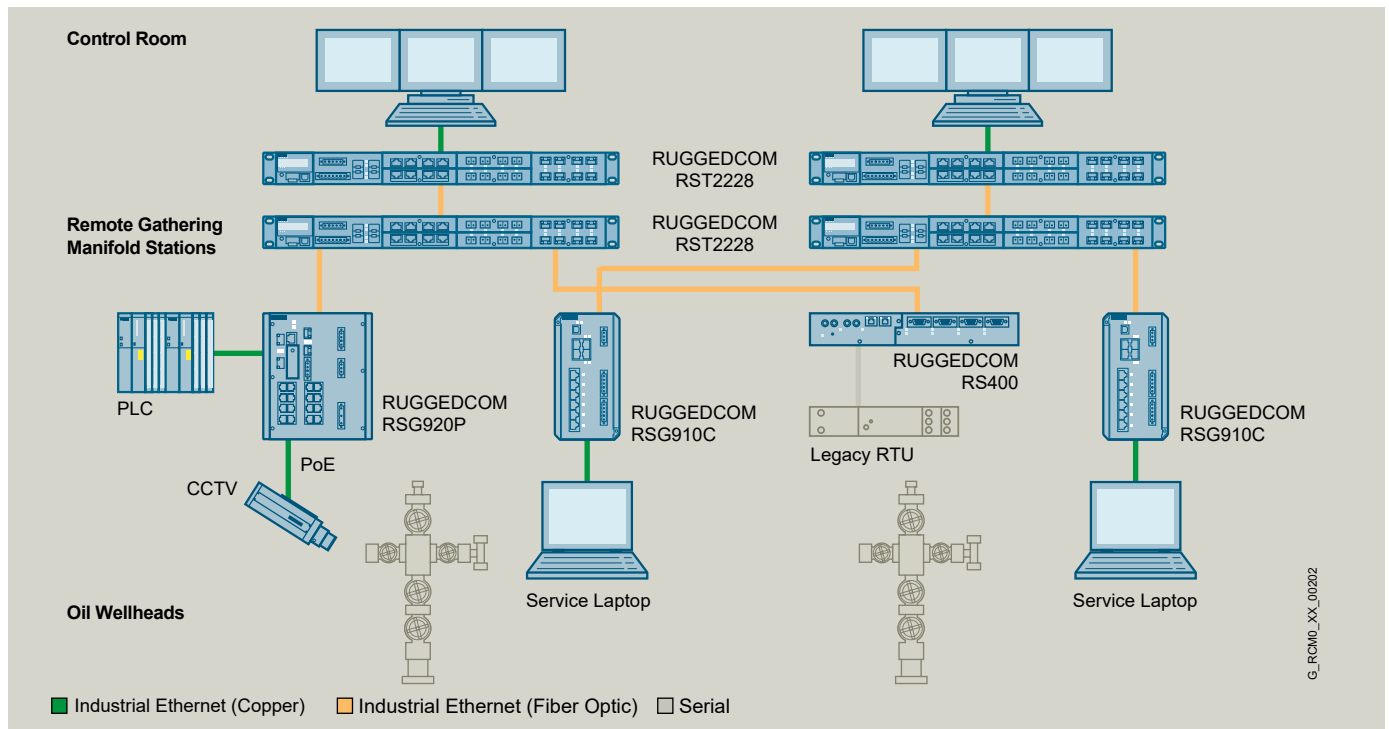 Control Room
RUGGEDCOM
RST2228
Remote Gathering
Manifold Stations
RUGGEDCOM
RST2228
PLC
RUGGEDCOM
RSG920P
RUGGEDCOM
RSG910C
RUGGEDCOM
RS400
RUGGEDCOM
RSG910C
Legacy RTU
PoE
CCTV
Service Laptop
Service Laptop
Oil Wellheads
G_RCM0_XX_00202
Industrial Ethernet (Copper)
Industrial Ethernet (Fiber Optic)
Serial